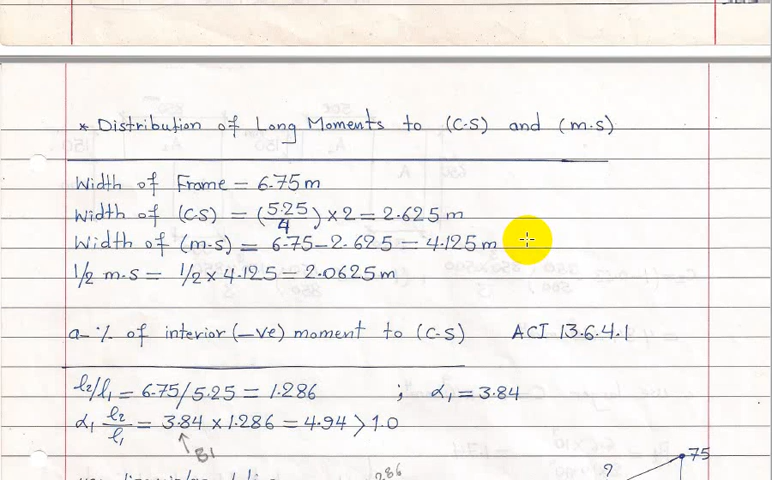 * Distribution of Long Moments to (C.S) and (m.s)
Width of Frame = 6.75 m
Width of (C.S) = (5.25/4) × 2 = 2.625 m
Width of (m.s) = 6.75 - 2.625 = 4.125 m
1/2 m.s = 1/2 × 4.125 = 2.0625 m
a- % of interior (-ve) moment to (C.S) ACI 13.6.4.1
l2/l1 = 6.75/5.25 = 1.286 ; α1 = 3.84
α1 l2/l1 = 3.84 × 1.286 = 4.94 > 1.0
B1
75
?